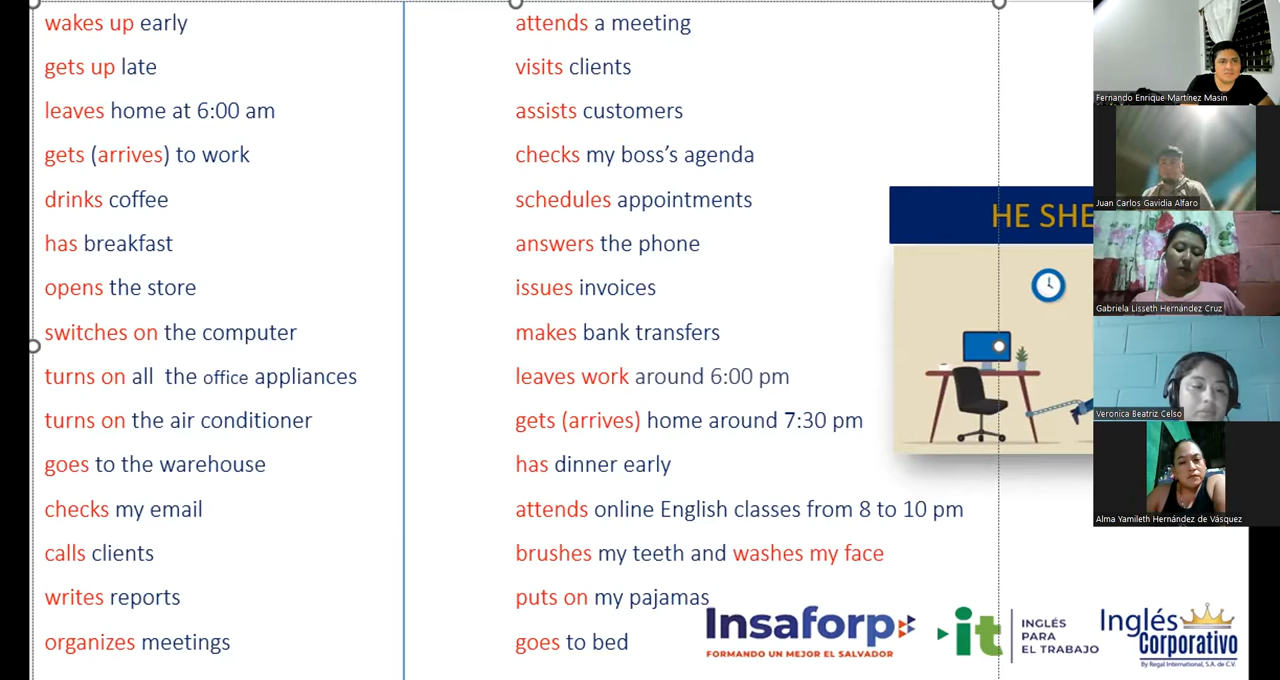 wakes up early
gets up late
leaves home at 6:00 am
gets (arrives) to work
drinks coffee
has breakfast
opens the store
switches on the computer
turns on all the office appliances
turns on the air conditioner
goes to the warehouse
checks my email
calls clients
writes reports
organizes meetings
attends a meeting
visits clients
assists customers
checks my boss's agenda
schedules appointments
answers the phone
issues invoices
makes bank transfers
leaves work around 6:00 pm
gets (arrives) home around 7:30 pm
has dinner early
attends online English classes from 8 to 10 pm
brushes my teeth and washes my face
puts on my pajamas
goes to bed
HE SHE
Insaforp
FORMANDO UN MEJOR EL SALVADOR
it
INGLÉS
PARA
EL TRABAJO
Inglés
Corporativo
By Regal International, S.A. de C.V.
Fernando Enrique Martínez Masin
Juan Carlos Gavidia Alfaro
Gabriela Lisseth Hernández Cruz
Veronica Beatriz Celso
Alma Yamileth Hernández de Vásquez